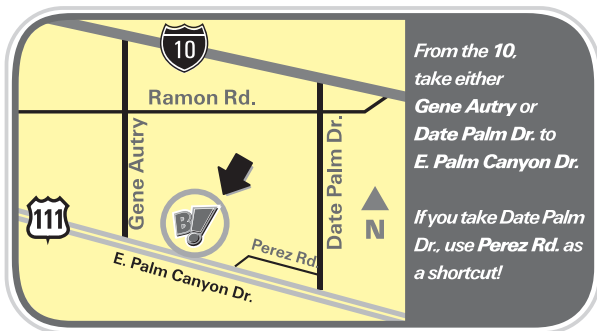 10
Ramon Rd.
Gene Autry
Date Palm Dr.
111
B!
N
Perez Rd.
E. Palm Canyon Dr.
From the 10,
take either
Gene Autry or
Date Palm Dr. to
E. Palm Canyon Dr.
If you take Date Palm
Dr., use Perez Rd. as
a shortcut!